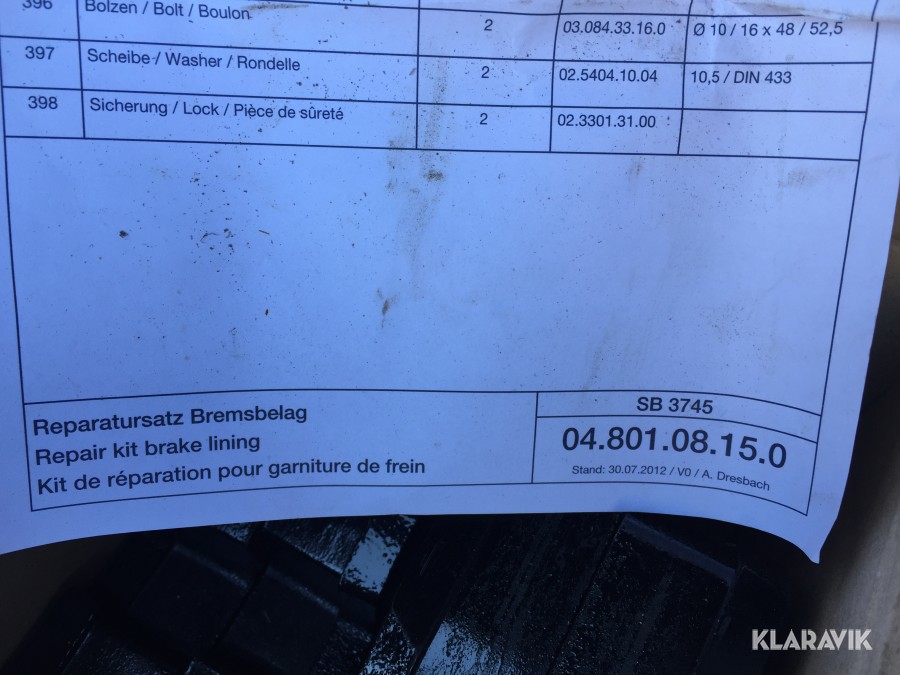 396 Bolzen / Bolt / Boulon 2 03.084.33.16.0 Ø 10 / 16 x 48 / 52,5
397 Scheibe / Washer / Rondelle 2 02.5404.10.04 10,5 / DIN 433
398 Sicherung / Lock / Pièce de sûreté 2 02.3301.31.00
Reparatursatz Bremsbelag
Repair kit brake lining
Kit de réparation pour garniture de frein
SB 3745
04.801.08.15.0
Stand: 30.07.2012 / V0 / A. Dresbach
KLARAVIK